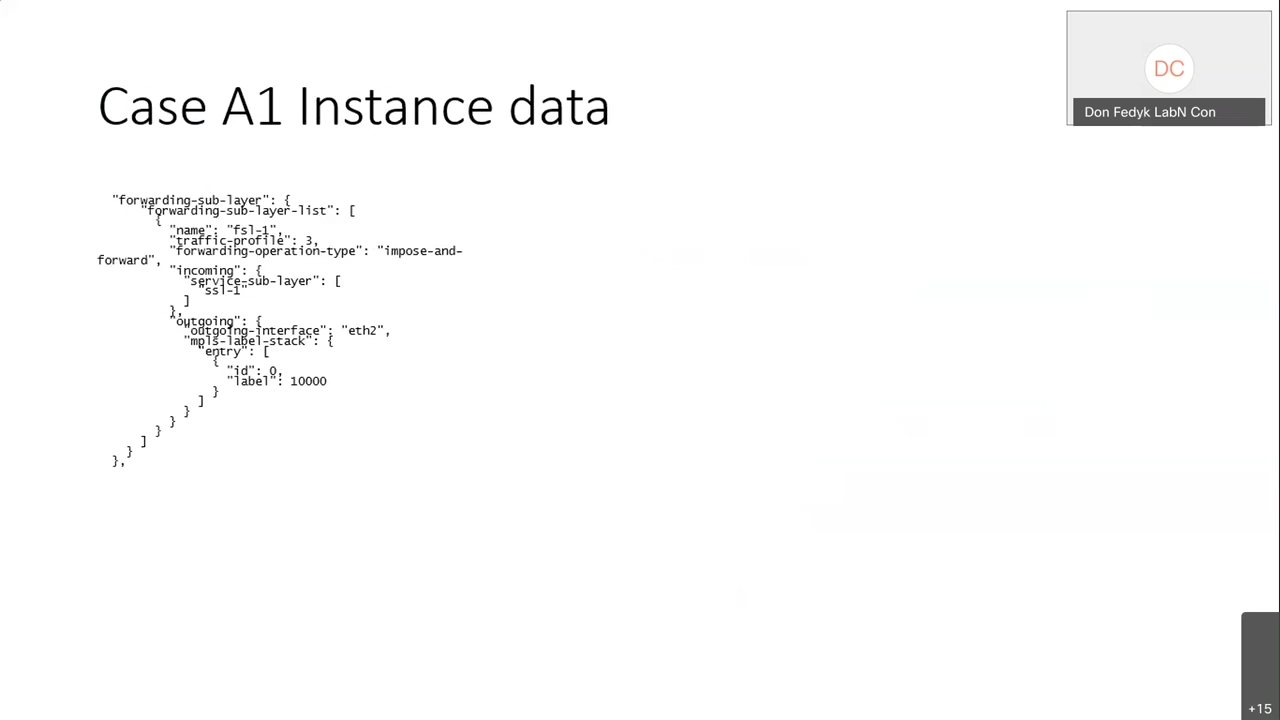 Case A1 Instance data
DC
Don Fedyk LabN Con
"forwarding-sub-layer": {
"forwarding-sub-layer-list": [
{
"name": "fsl-1",
"traffic-profile": 3,
"forwarding-operation-type": "impose-and-
forward",
"incoming": {
"service-sub-layer": [
"ssl-1"
]
},
"outgoing": {
"outgoing-interface": "eth2",
"mpls-label-stack": {
"entry": [
{
"id": 0,
"label": 10000
}
]
}
}
}
]
}
},
+15